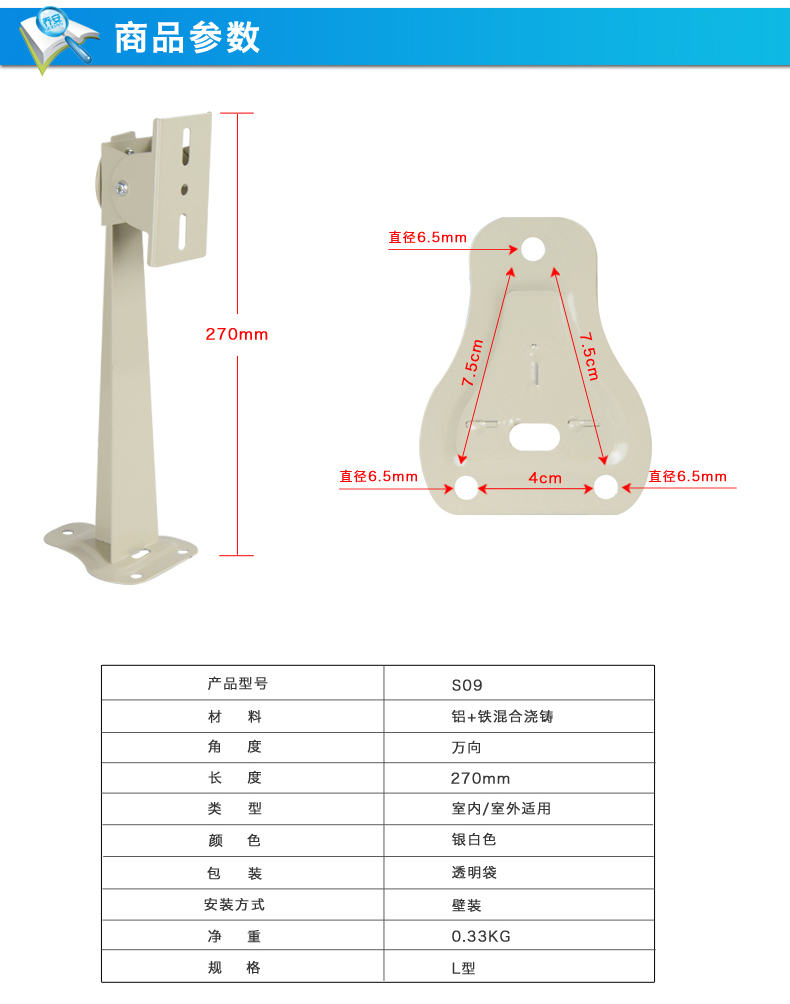 乔安
商品参数
270mm
直径6.5mm
7.5cm
7.5cm
直径6.5mm
4cm
直径6.5mm
产品型号 S09
材 料 铝+铁混合浇铸
角 度 万向
长 度 270mm
类 型 室内/室外适用
颜 色 银白色
包 装 透明袋
安装方式 壁装
净 重 0.33KG
规 格 L型